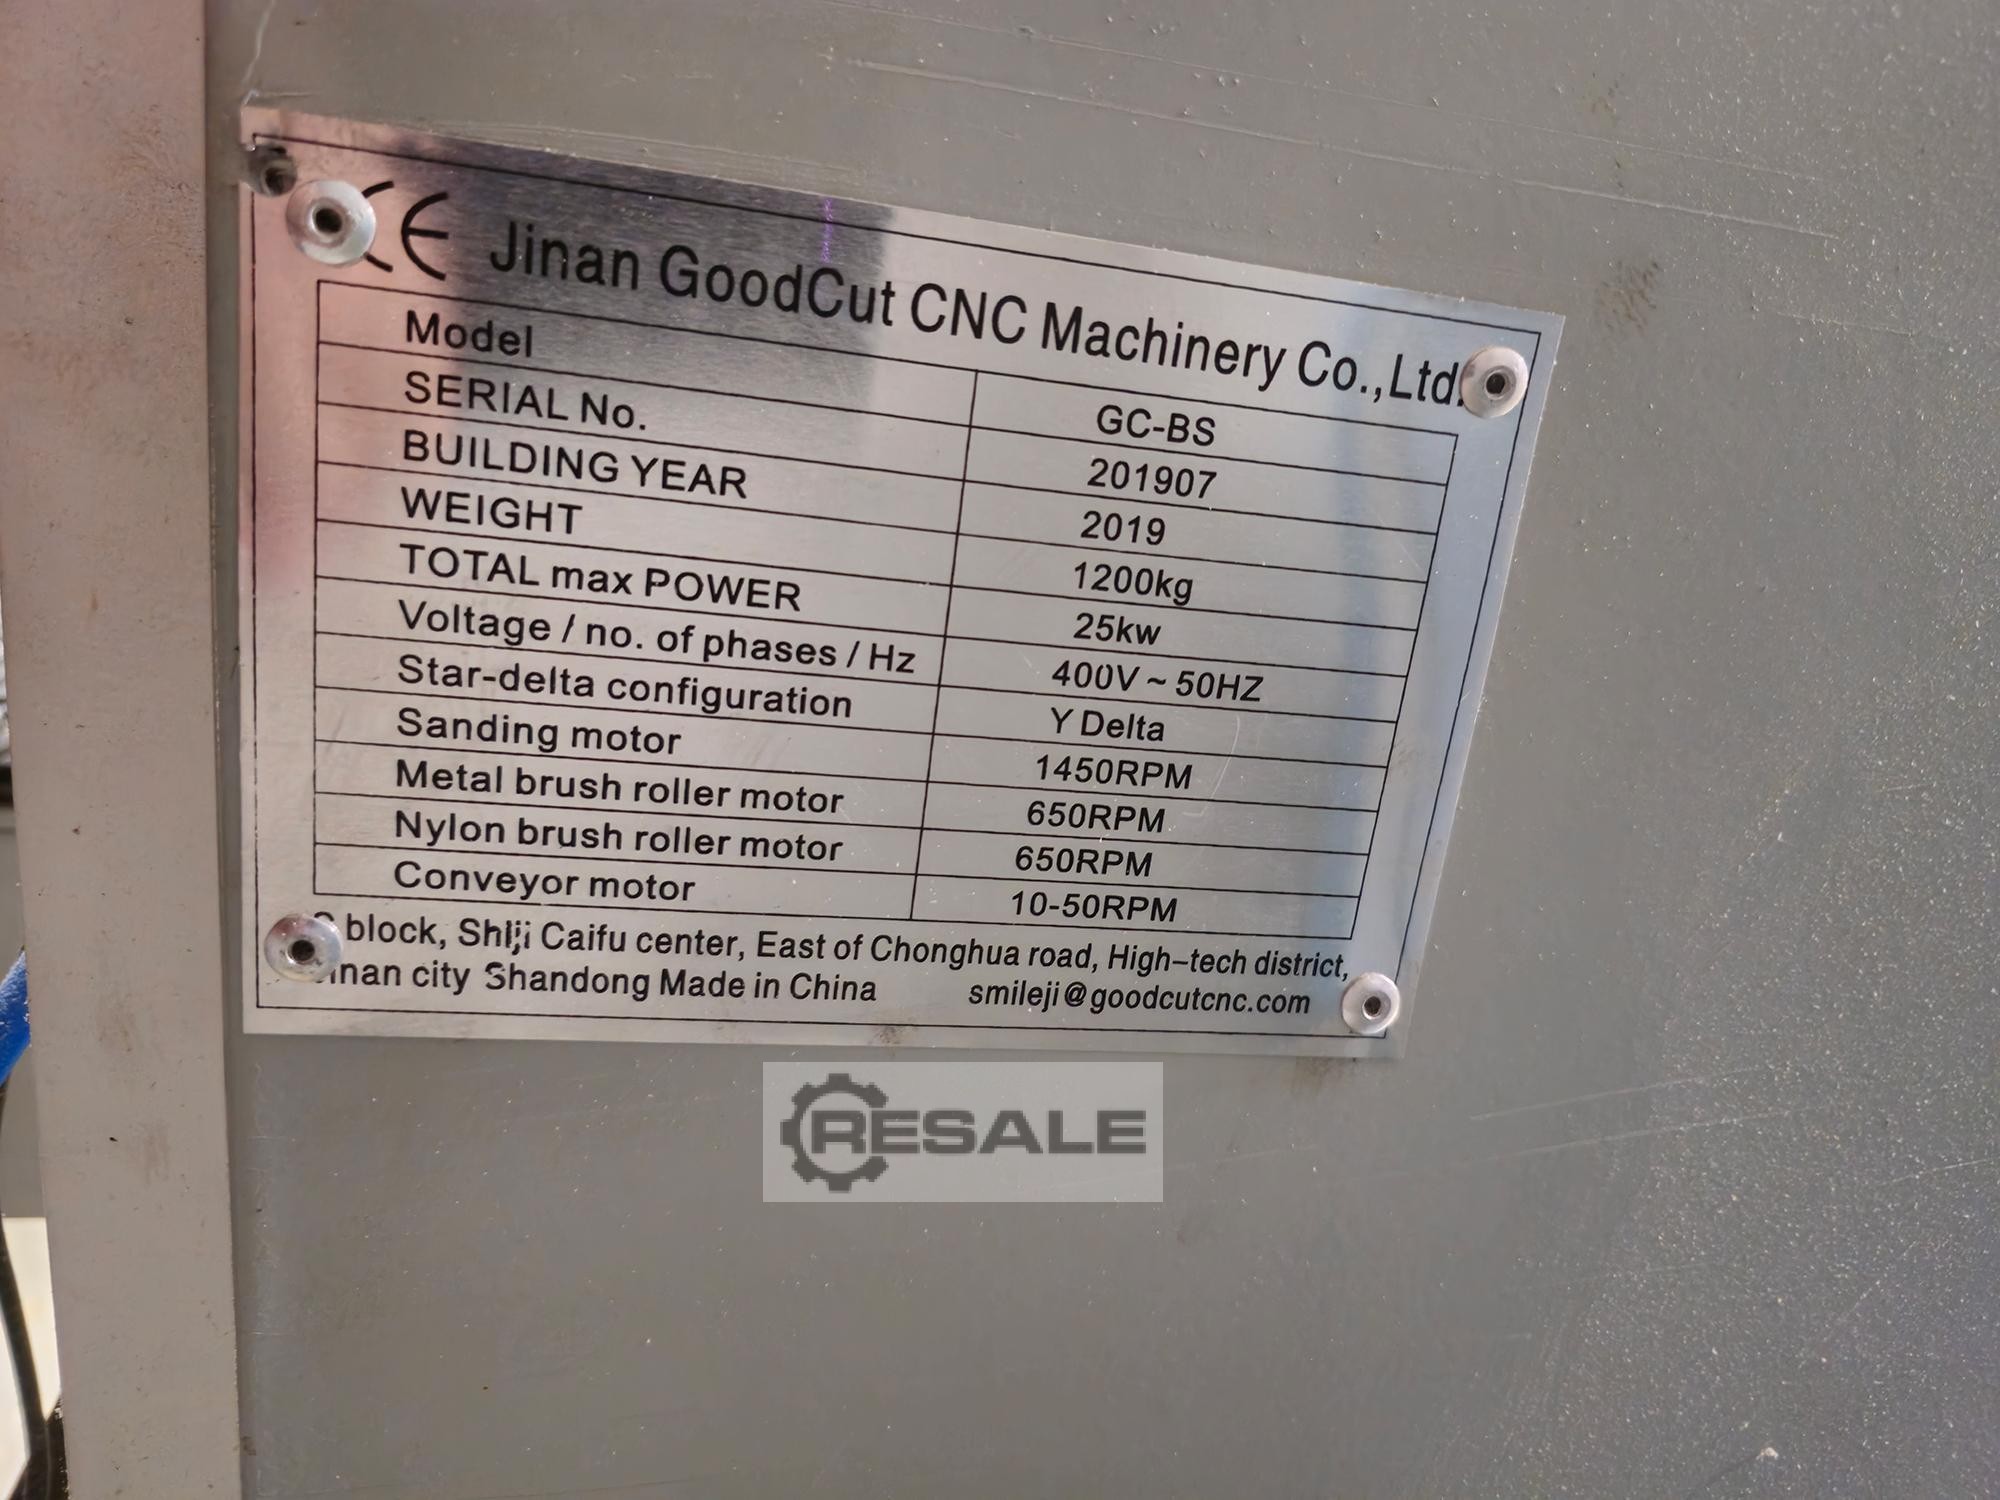 CE Jinan GoodCut CNC Machinery Co.,Ltd.
Model GC-BS
SERIAL No. 201907
BUILDING YEAR 2019
WEIGHT 1200kg
TOTAL max POWER 25kw
Voltage / no. of phases / Hz 400V ~ 50HZ
Star-delta configuration Y Delta
Sanding motor 1450RPM
Metal brush roller motor 650RPM
Nylon brush roller motor 650RPM
Conveyor motor 10-50RPM
block, Caifu center, East of Chonghua road, High-tech district,
city Shandong Made in China smileji@goodcutcnc.com
RESALE